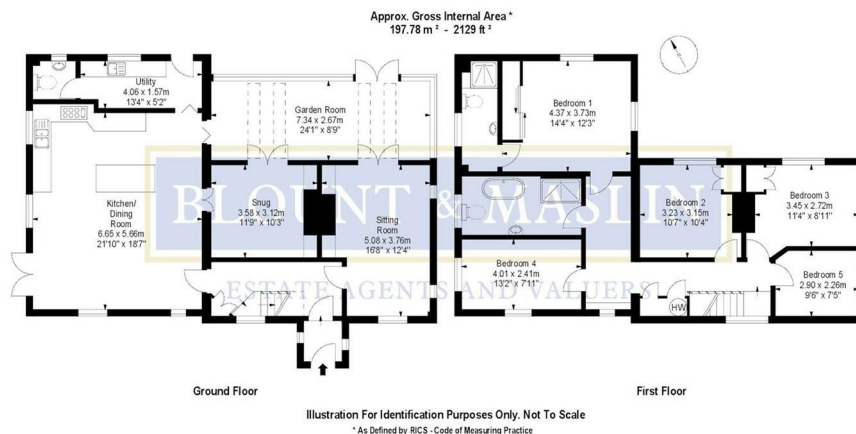 Approx. Gross Internal Area *
197.78 m ² - 2129 ft ²
Utility
4.06 x 1.57m
13'4" x 5'2"
Garden Room
7.34 x 2.67m
24'1" x 8'9"
Kitchen/
Dining
Room
6.65 x 5.66m
21'10" x 18'7"
Snug
3.58 x 3.12m
11'9" x 10'3"
Sitting
Room
5.08 x 3.76m
16'8" x 12'4"
Bedroom 1
4.37 x 3.73m
14'4" x 12'3"
Bedroom 2
3.23 x 3.15m
10'7" x 10'4"
Bedroom 3
3.45 x 2.72m
11'4" x 8'11"
Bedroom 4
4.01 x 2.41m
13'2" x 7'11"
Bedroom 5
2.90 x 2.26m
9'6" x 7'5"
HW
BLOUNT & MASLIN
ESTATE AGENTS AND VALUERS
Ground Floor
First Floor
Illustration For Identification Purposes Only. Not To Scale
* As Defined by RICS - Code of Measuring Practice